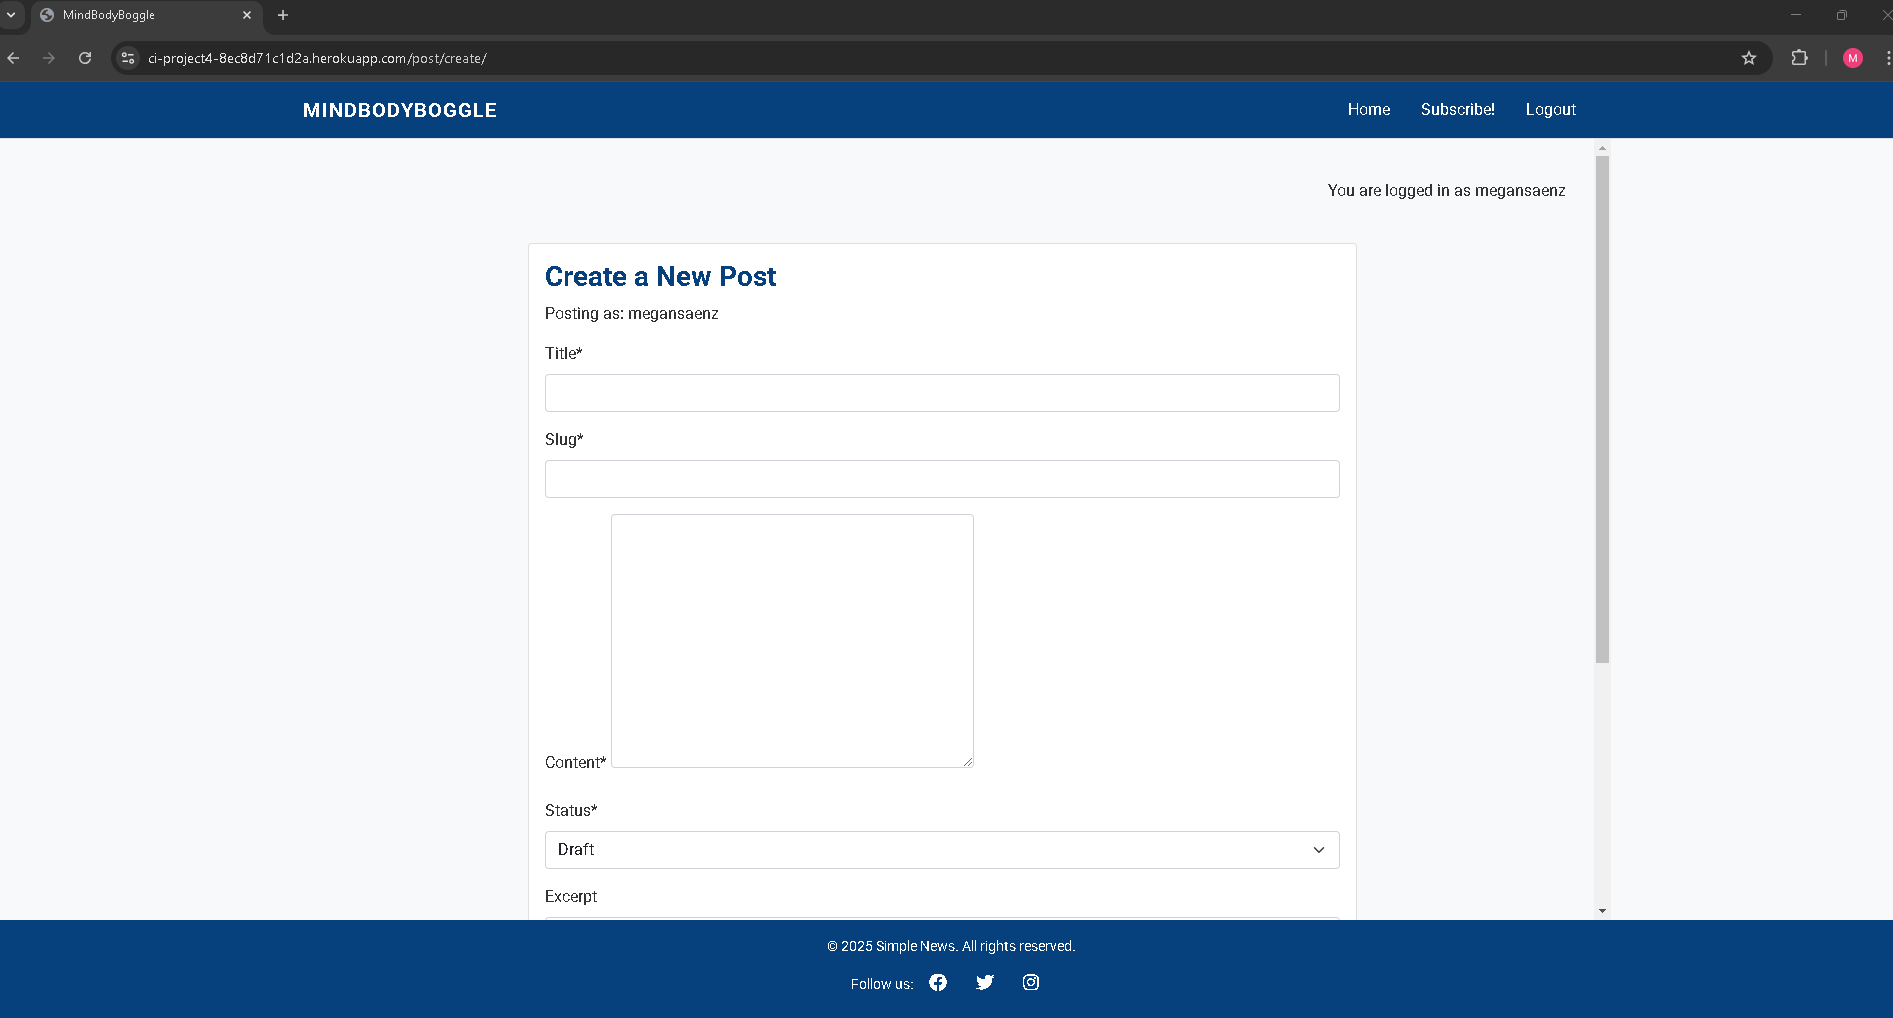 MindBodyBoggle
ci-project4-8ec8d71c1d2a.herokuapp.com/post/create/
M
MINDBODYBOGGLE
Home Subscribe! Logout
You are logged in as megansaenz
Create a New Post
Posting as: megansaenz
Title*
Slug*
Content*
Status*
Draft
Excerpt
© 2025 Simple News. All rights reserved.
Follow us: